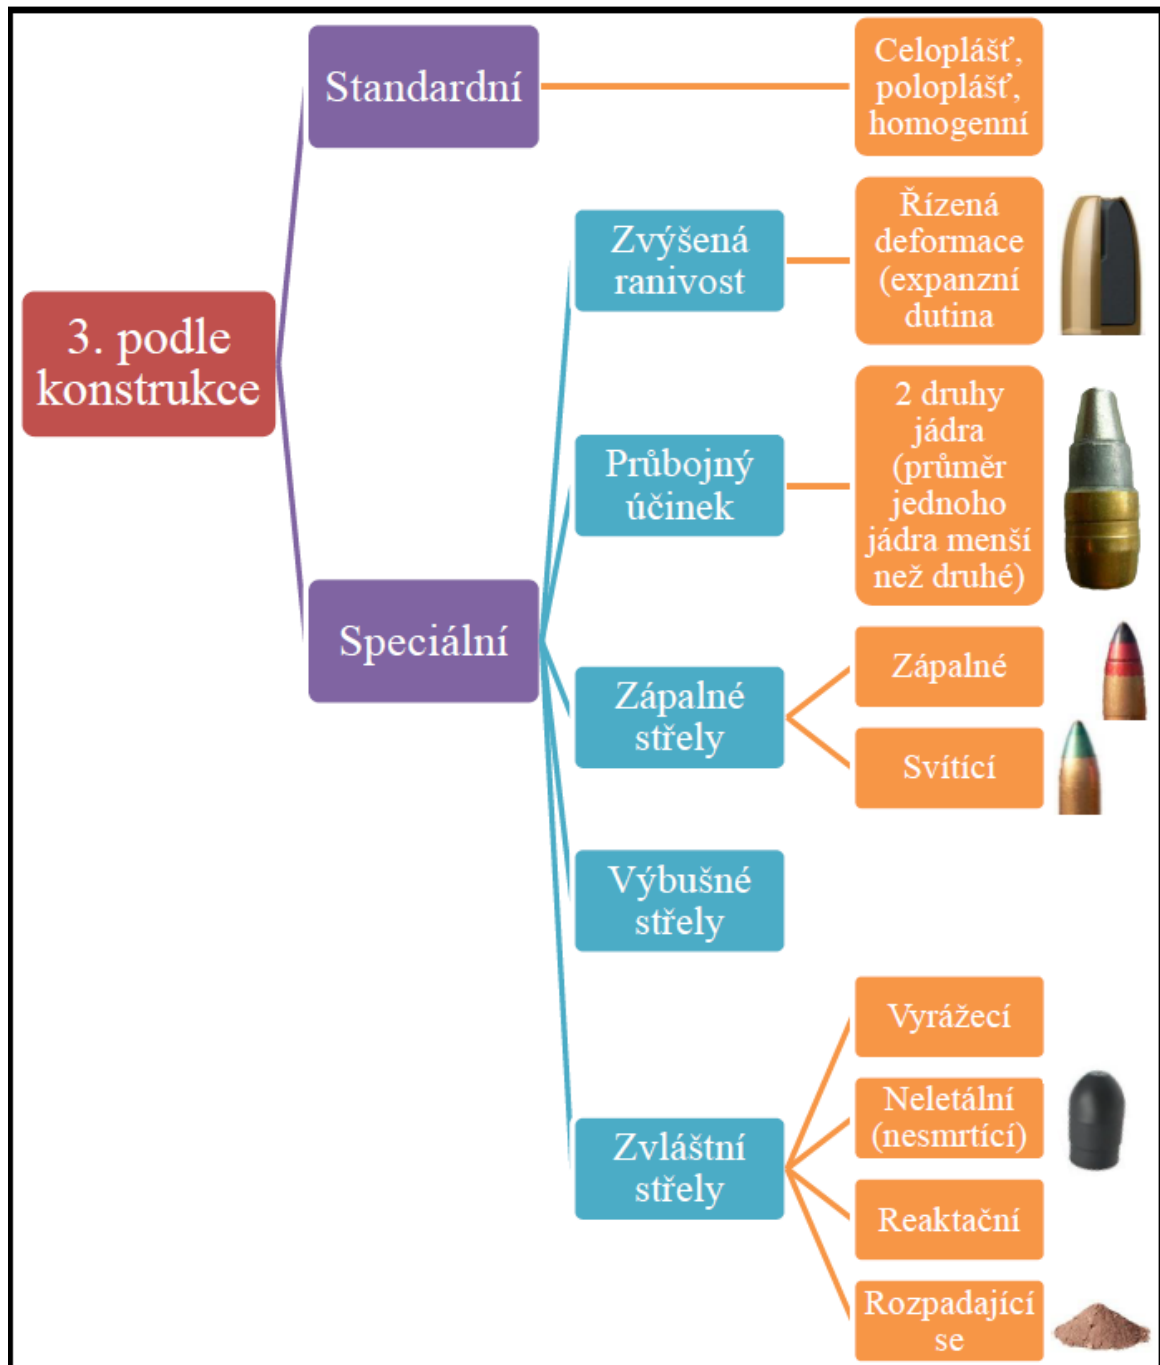 3. podle
konstrukce
Standardní
Celoplášť,
poloplášť,
homogenní
Speciální
Zvýšená
ranivost
Řízená
deformace
(expanzní
dutina
Průbojný
účinek
2 druhy
jádra
(průměr
jednoho
jádra menší
než druhé)
Zápalné
střely
Zápalné
Svítící
Výbušné
střely
Zvláštní
střely
Vyrážecí
Neletální
(nesmrtící)
Reaktační
Rozpadající
se